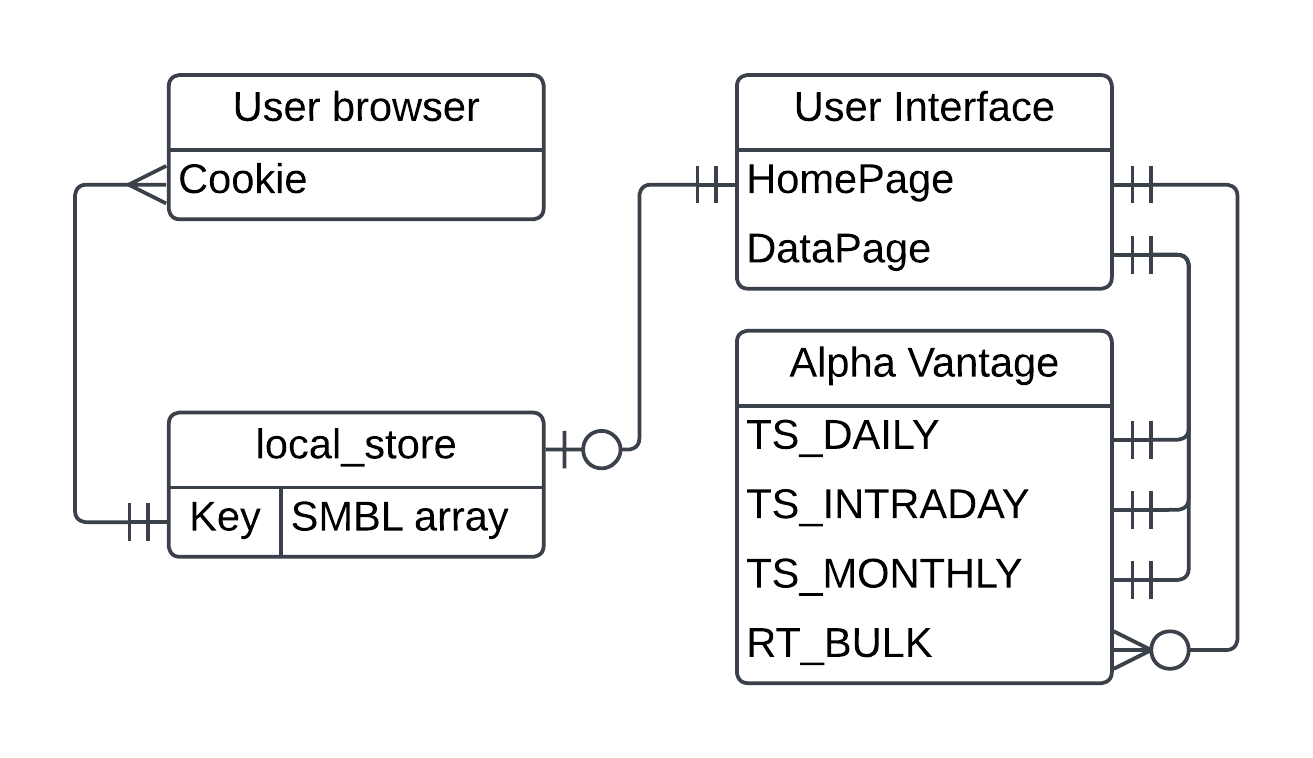 User browser
Cookie
User Interface
HomePage
DataPage
local_store
Key SMBL array
Alpha Vantage
TS_DAILY
TS_INTRADAY
TS_MONTHLY
RT_BULK